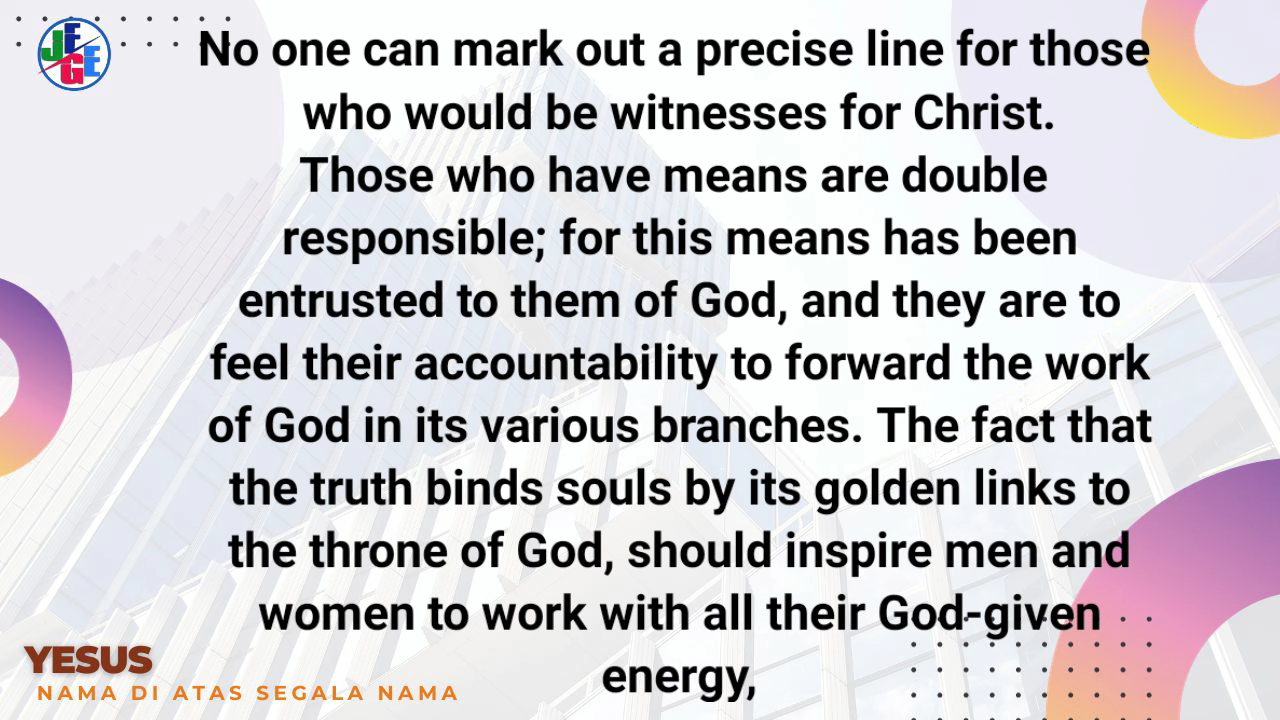 JE
GE
No one can mark out a precise line for those
who would be witnesses for Christ.
Those who have means are double
responsible; for this means has been
entrusted to them of God, and they are to
feel their accountability to forward the work
of God in its various branches. The fact that
the truth binds souls by its golden links to
the throne of God, should inspire men and
women to work with all their God-given
energy,
YESUS
NAMA DI ATAS SEGALA NAMA